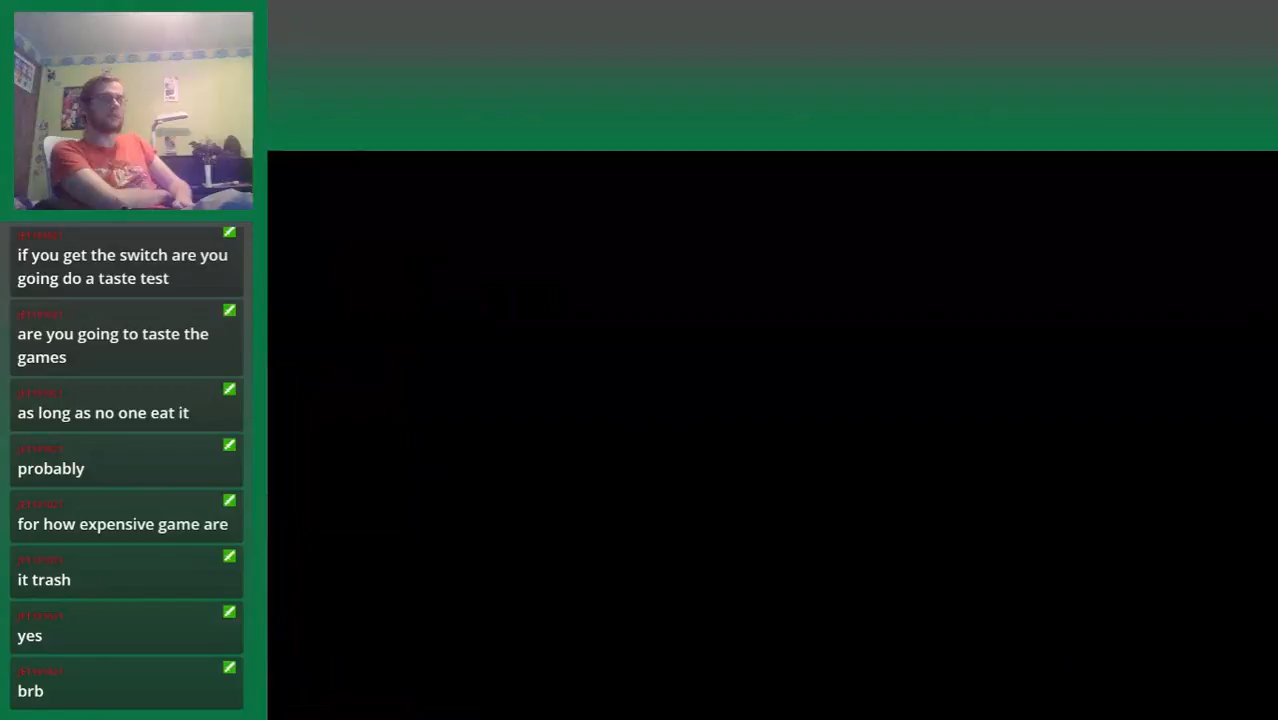 if you get the switch are you
going do a taste test
are you going to taste the
games
as long as no one eat it
probably
for how expensive game are
it trash
yes
brb